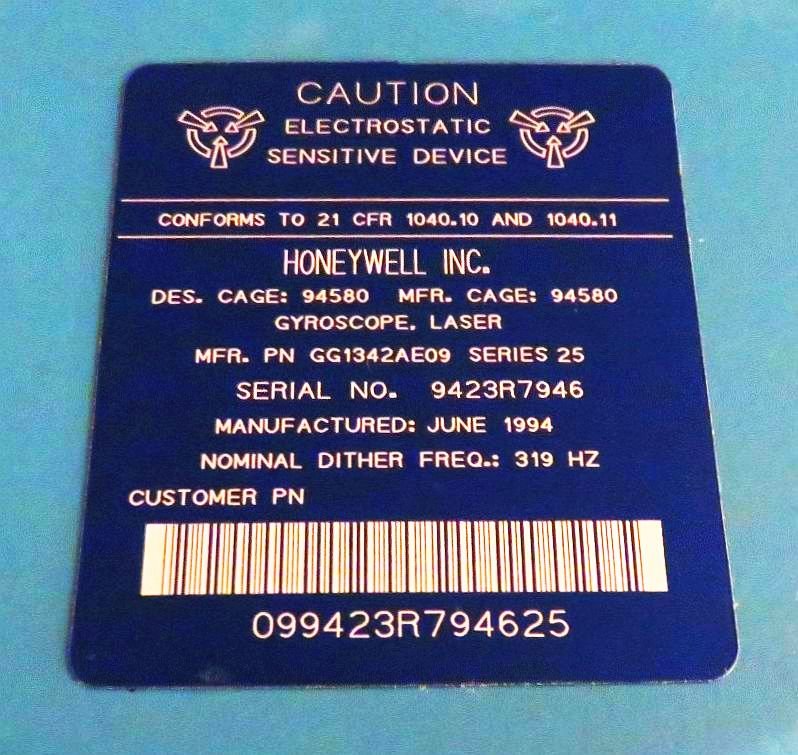 CAUTION
ELECTROSTATIC
SENSITIVE DEVICE
CONFORMS TO 21 CFR 1040.10 AND 1040.11
HONEYWELL INC.
DES. CAGE: 94580 MFR. CAGE: 94580
GYROSCOPE, LASER
MFR. PN GG1342AE09 SERIES 25
SERIAL NO. 9423R7946
MANUFACTURED: JUNE 1994
NOMINAL DITHER FREQ.: 319 HZ
CUSTOMER PN
099423R794625